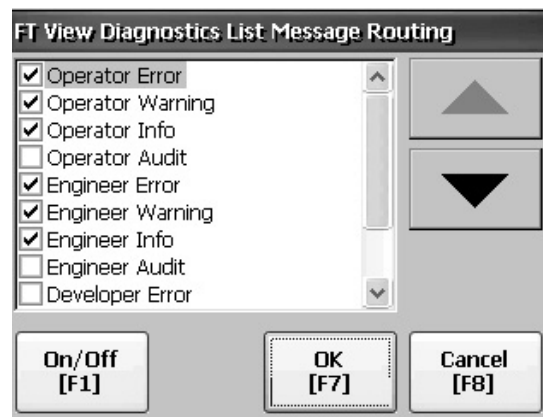 FT View Diagnostics List Message Routing
Operator Error
Operator Warning
Operator Info
Operator Audit
Engineer Error
Engineer Warning
Engineer Info
Engineer Audit
Developer Error
On/Off
[F1]
OK
[F7]
Cancel
[F8]